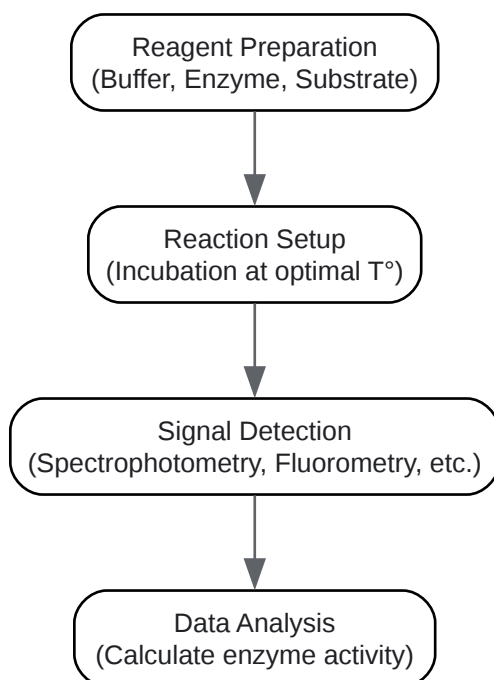 Reagent Preparation
(Buffer, Enzyme, Substrate)
Reaction Setup
(Incubation at optimal T°)
Signal Detection
(Spectrophotometry, Fluorometry, etc.)
Data Analysis
(Calculate enzyme activity)